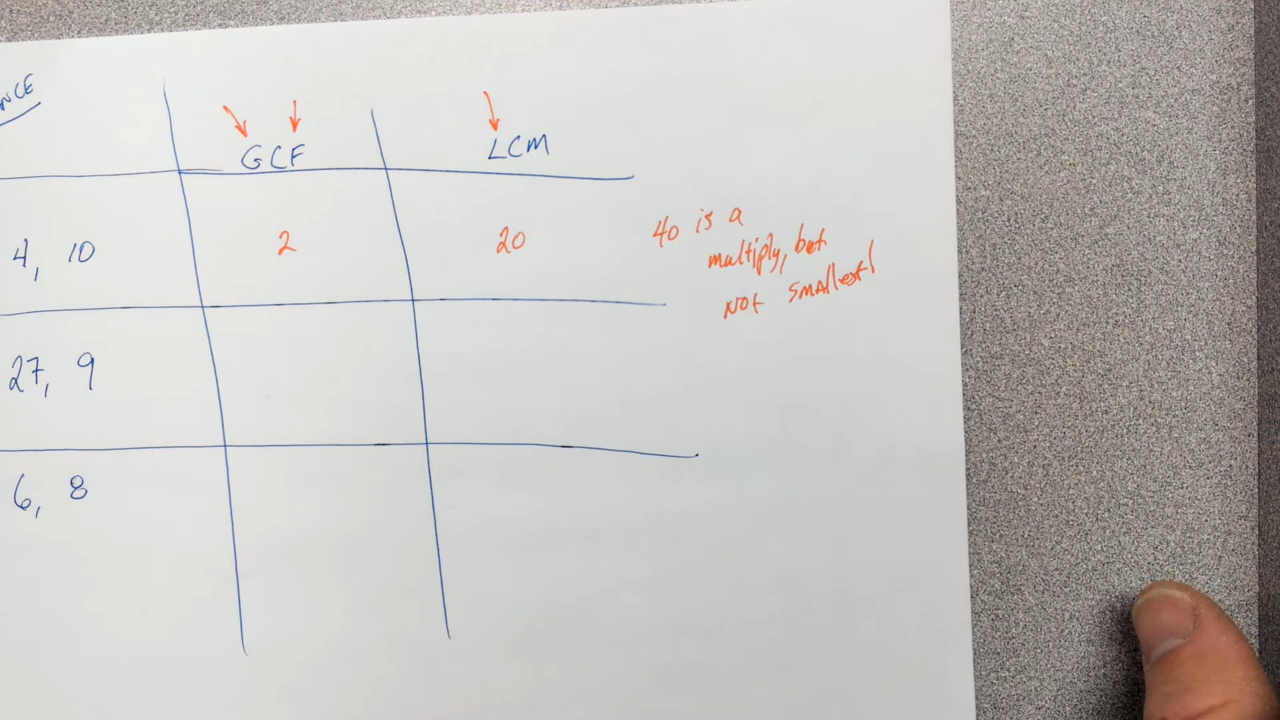 GCF LCM
4, 10 2 20
40 is a
multiply, but
not smallest!
27, 9
6, 8